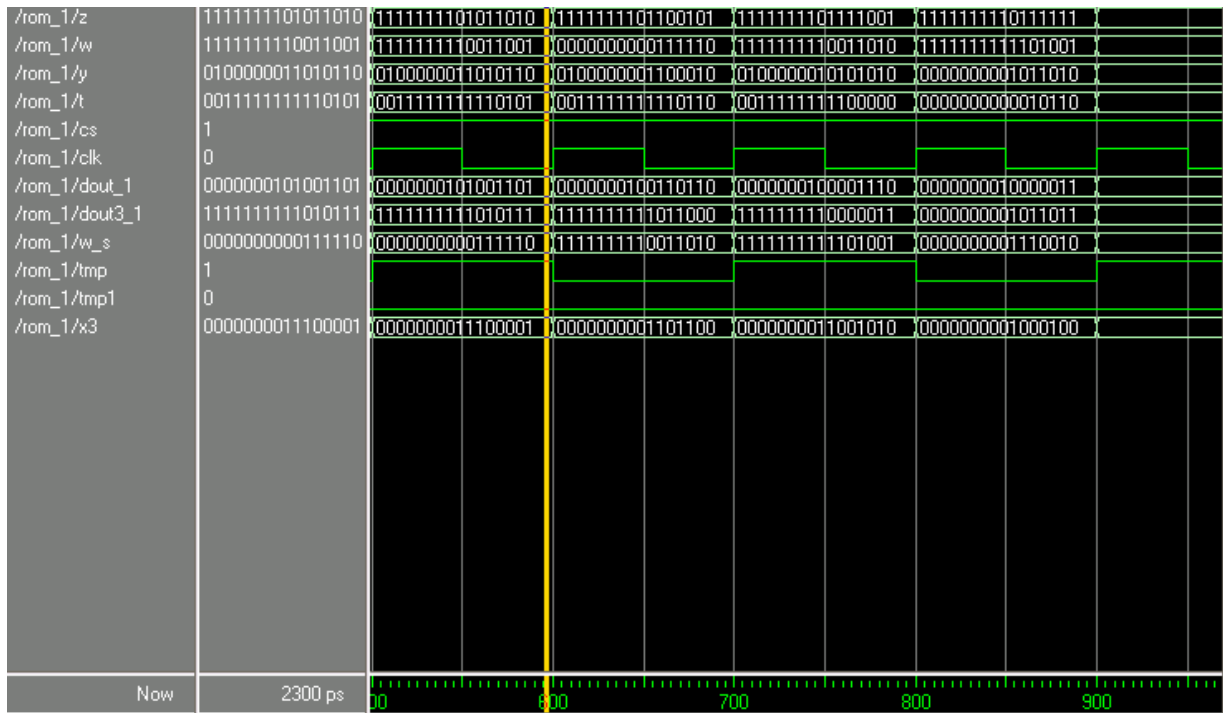 /rom_1/z 1111111101011010 1111111101011010 1111111101100101 1111111101111001 1111111110111111
/rom_1/w 1111111110011001 1111111110011001 0000000000111110 1111111110011010 1111111111101001
/rom_1/y 0100000011010110 0100000011010110 0100000001100010 0100000010101010 0000000001011010
/rom_1/t 0011111111110101 0011111111110101 0011111111110110 0011111111100000 0000000000010110
/rom_1/cs 1
/rom_1/clk 0
/rom_1/dout_1 0000000101001101 0000000101001101 0000000100110110 0000000100001110 0000000010000011
/rom_1/dout3_1 1111111111010111 1111111111010111 1111111111011000 1111111110000011 0000000001011011
/rom_1/w_s 0000000000111110 0000000000111110 1111111110011010 1111111111101001 0000000001110010
/rom_1/tmp 1
/rom_1/tmp1 0
/rom_1/x3 0000000011100001 0000000011100001 0000000001101100 0000000011001010 0000000001000100
Now 2300 ps 00 600 700 800 900